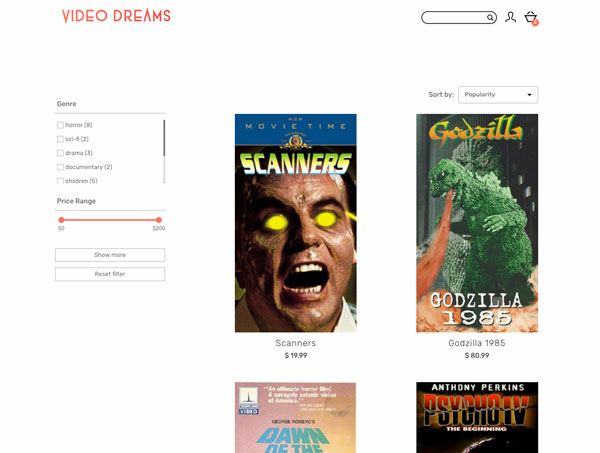 VIDEO DREAMS
Sort by:
Popularity
Genre
horror (8)
sci-fi (2)
drama (3)
documentary (2)
children (5)
Price Range
$0
$200
Show more
Reset filter
MGM
MOVIE TIME
SCANNERS
Scanners
$ 19.99
Godzilla
GODZILLA
1985
Godzilla 1985
$ 80.99
VIDEO
"An ultimate horror film!
A savagely satanic vision
of America."
GEORGE ROMERO'S
DAWN
OF THE
ANTHONY PERKINS
PSYCHO IV
THE BEGINNING